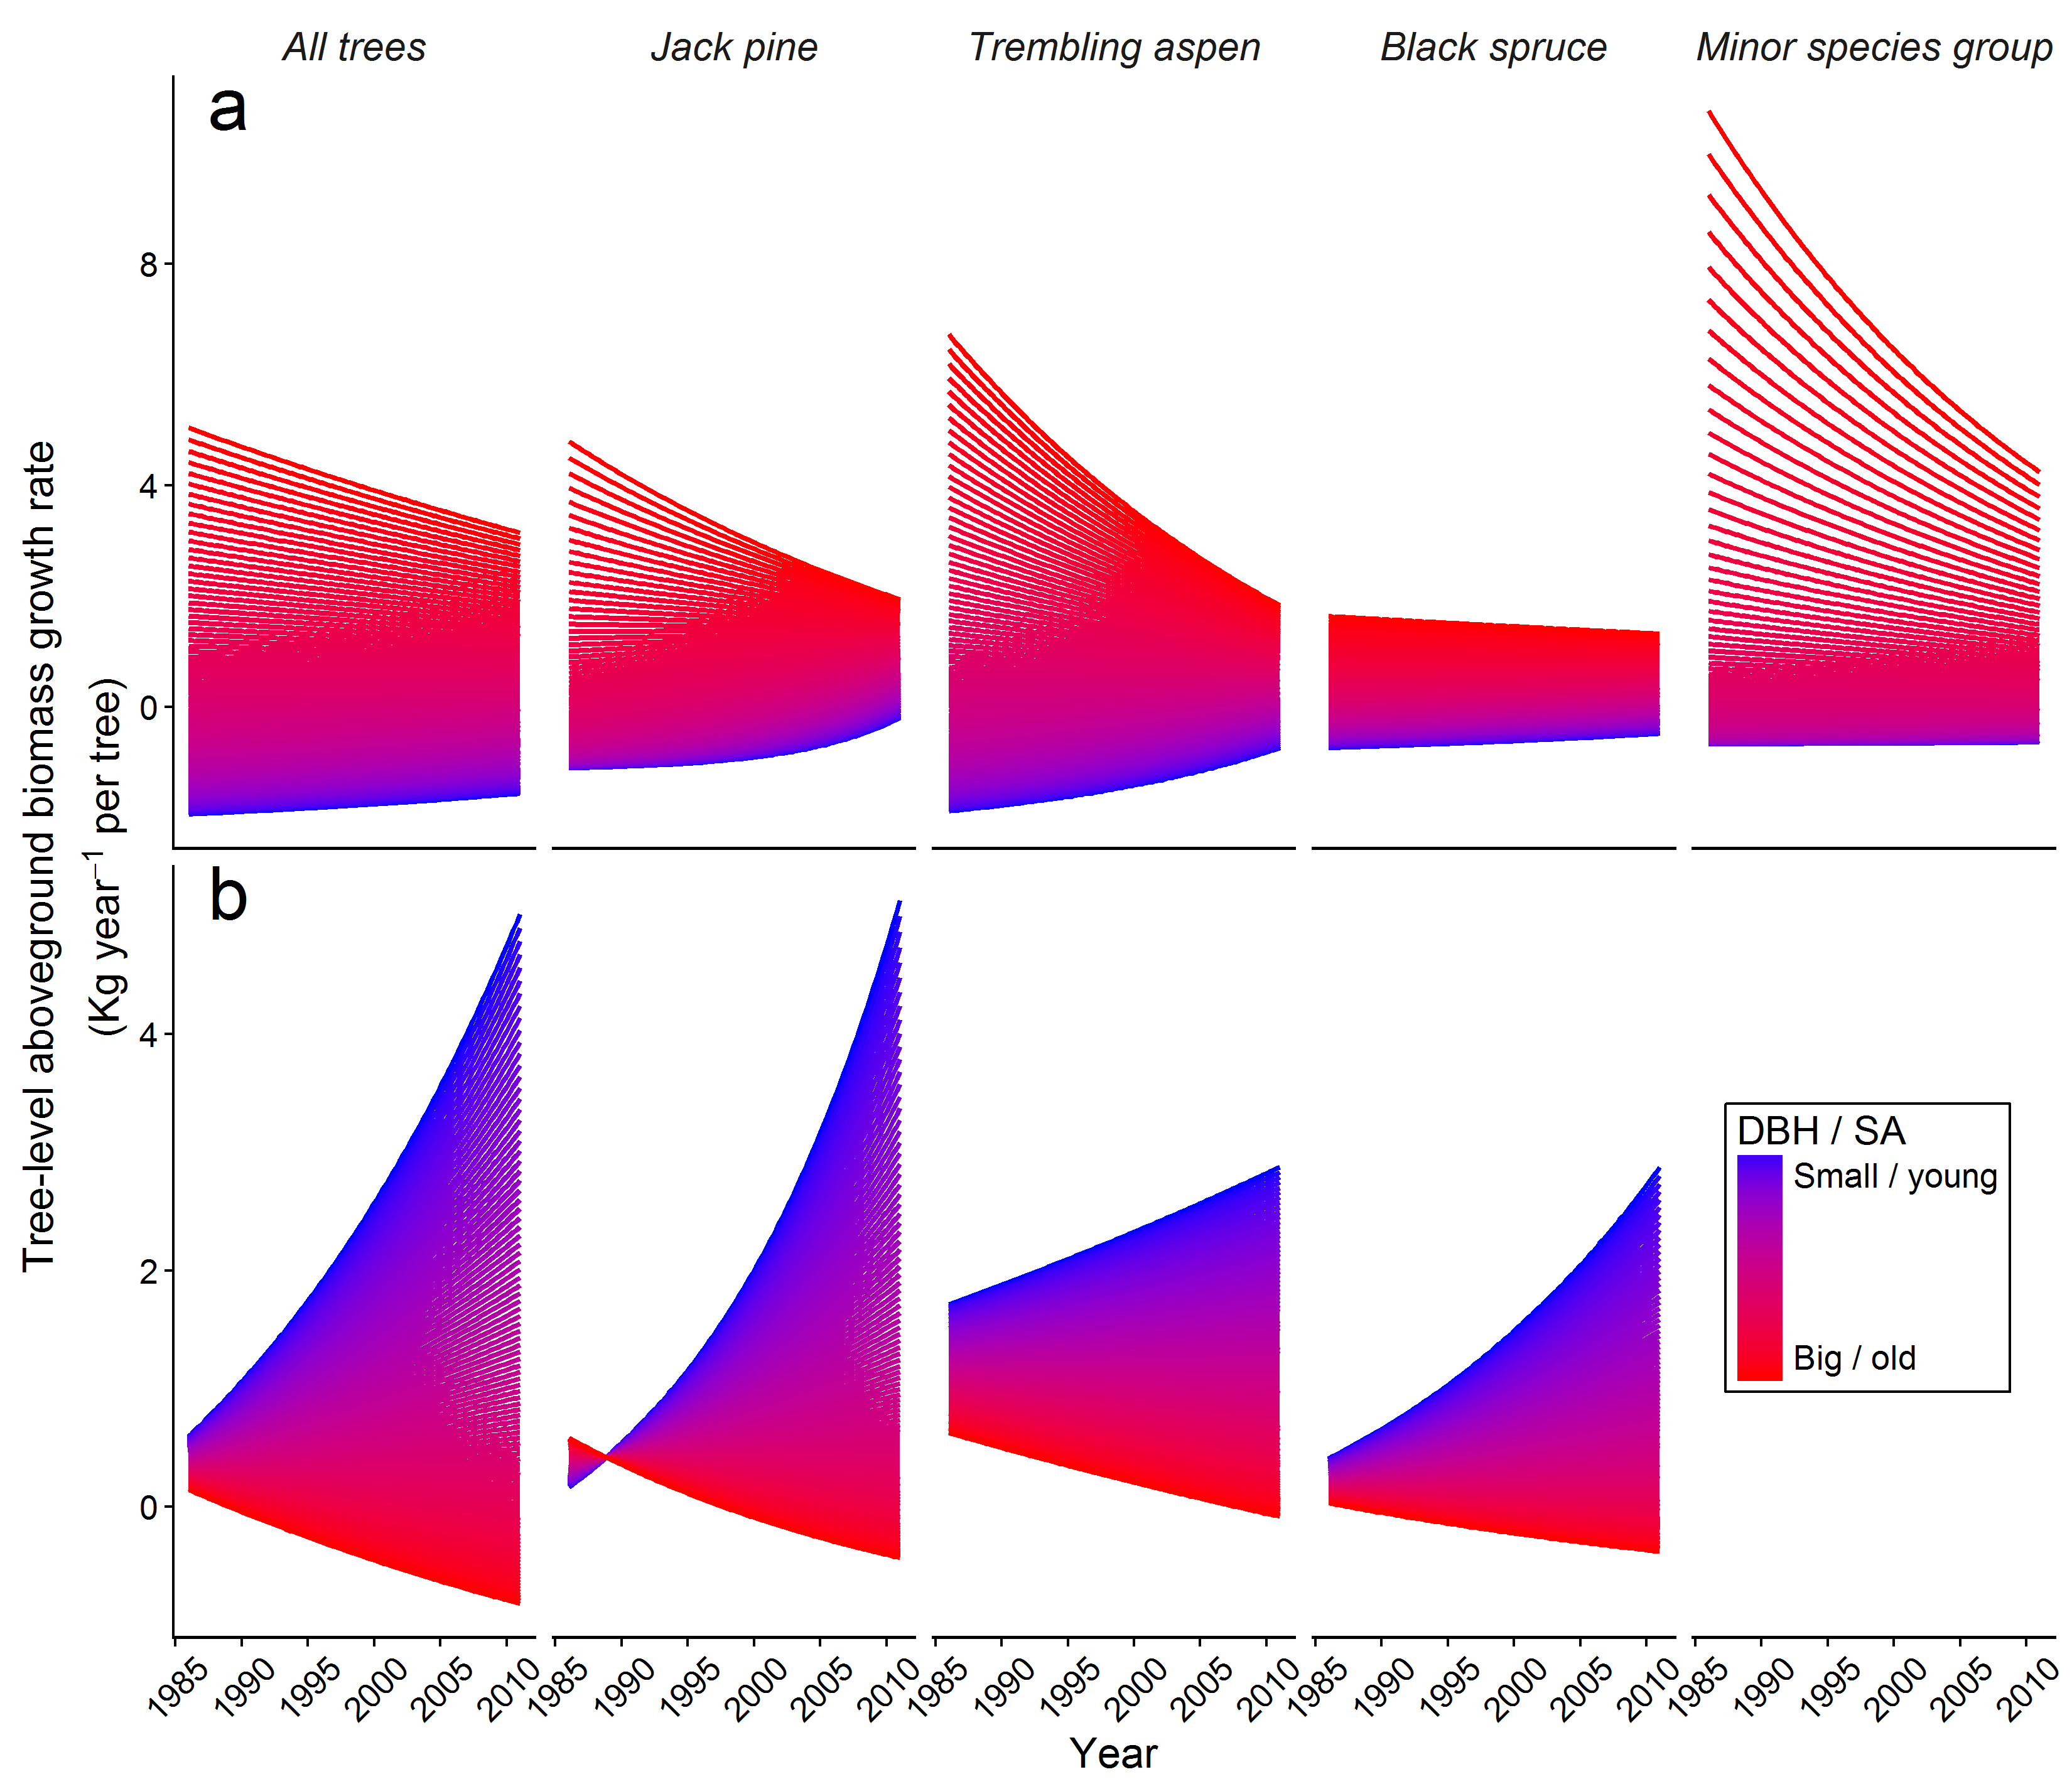 All trees Jack pine Trembling aspen Black spruce Minor species group
a
8
4
0
b
4
2
0
Tree-level aboveground biomass growth rate
(Kg year⁻¹ per tree)
DBH / SA
Small / young
Big / old
1985 1990 1995 2000 2005 2010 1985 1990 1995 2000 2005 2010 1985 1990 1995 2000 2005 2010 1985 1990 1995 2000 2005 2010 1985 1990 1995 2000 2005 2010
Year